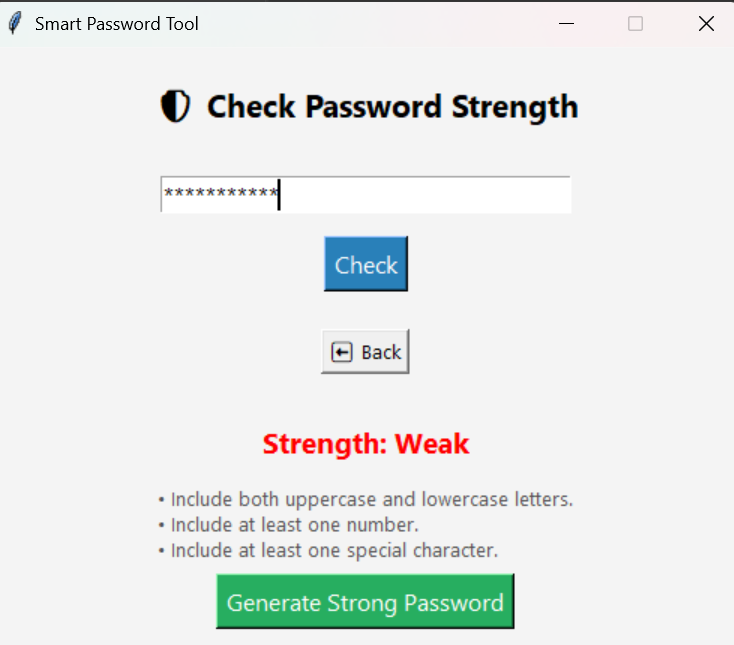 Smart Password Tool
Check Password Strength
***********
Check
Back
Strength: Weak
• Include both uppercase and lowercase letters.
• Include at least one number.
• Include at least one special character.
Generate Strong Password